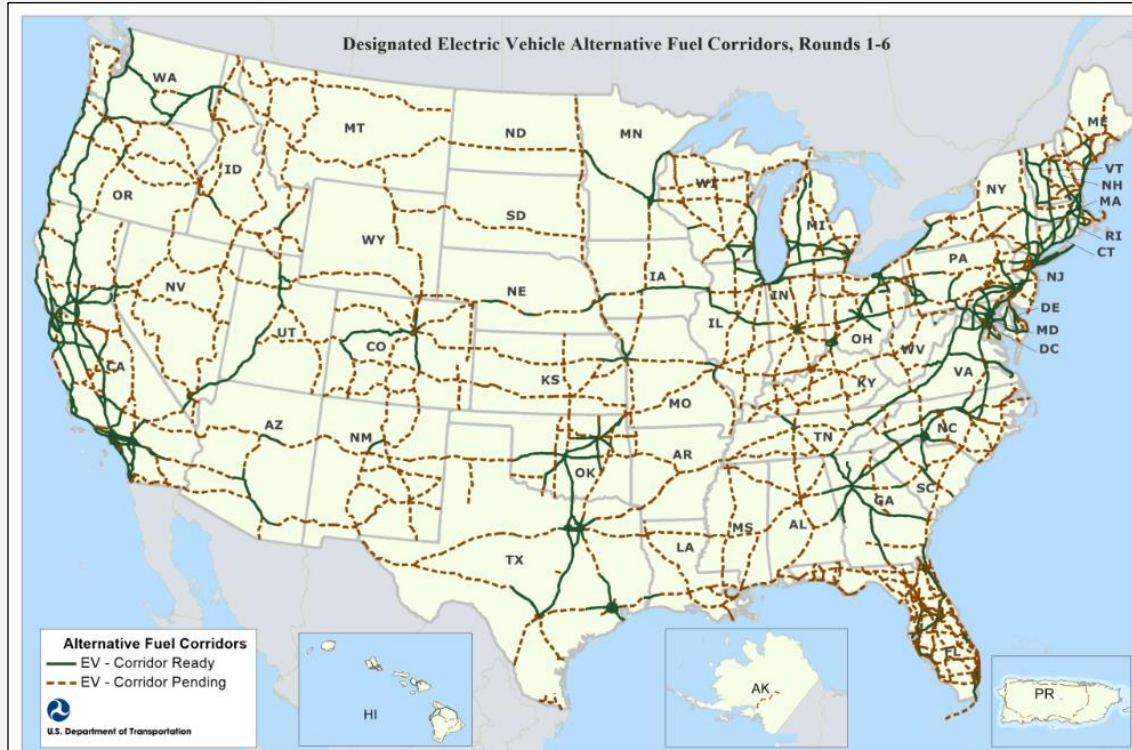 Designated Electric Vehicle Alternative Fuel Corridors, Rounds 1-6
WA
MT
ND
MN
ME
VT
NH
MA
RI
CT
NJ
DE
MD
DC
OR
ID
WY
SD
WI
MI
NY
PA
NV
UT
CO
NE
IA
IL
IN
OH
WV
VA
CA
KS
MO
KY
AZ
NM
OK
AR
TN
NC
SC
TX
LA
MS
AL
GA
FL
Alternative Fuel Corridors
EV - Corridor Ready
EV - Corridor Pending
U.S. Department of Transportation
HI
AK
PR